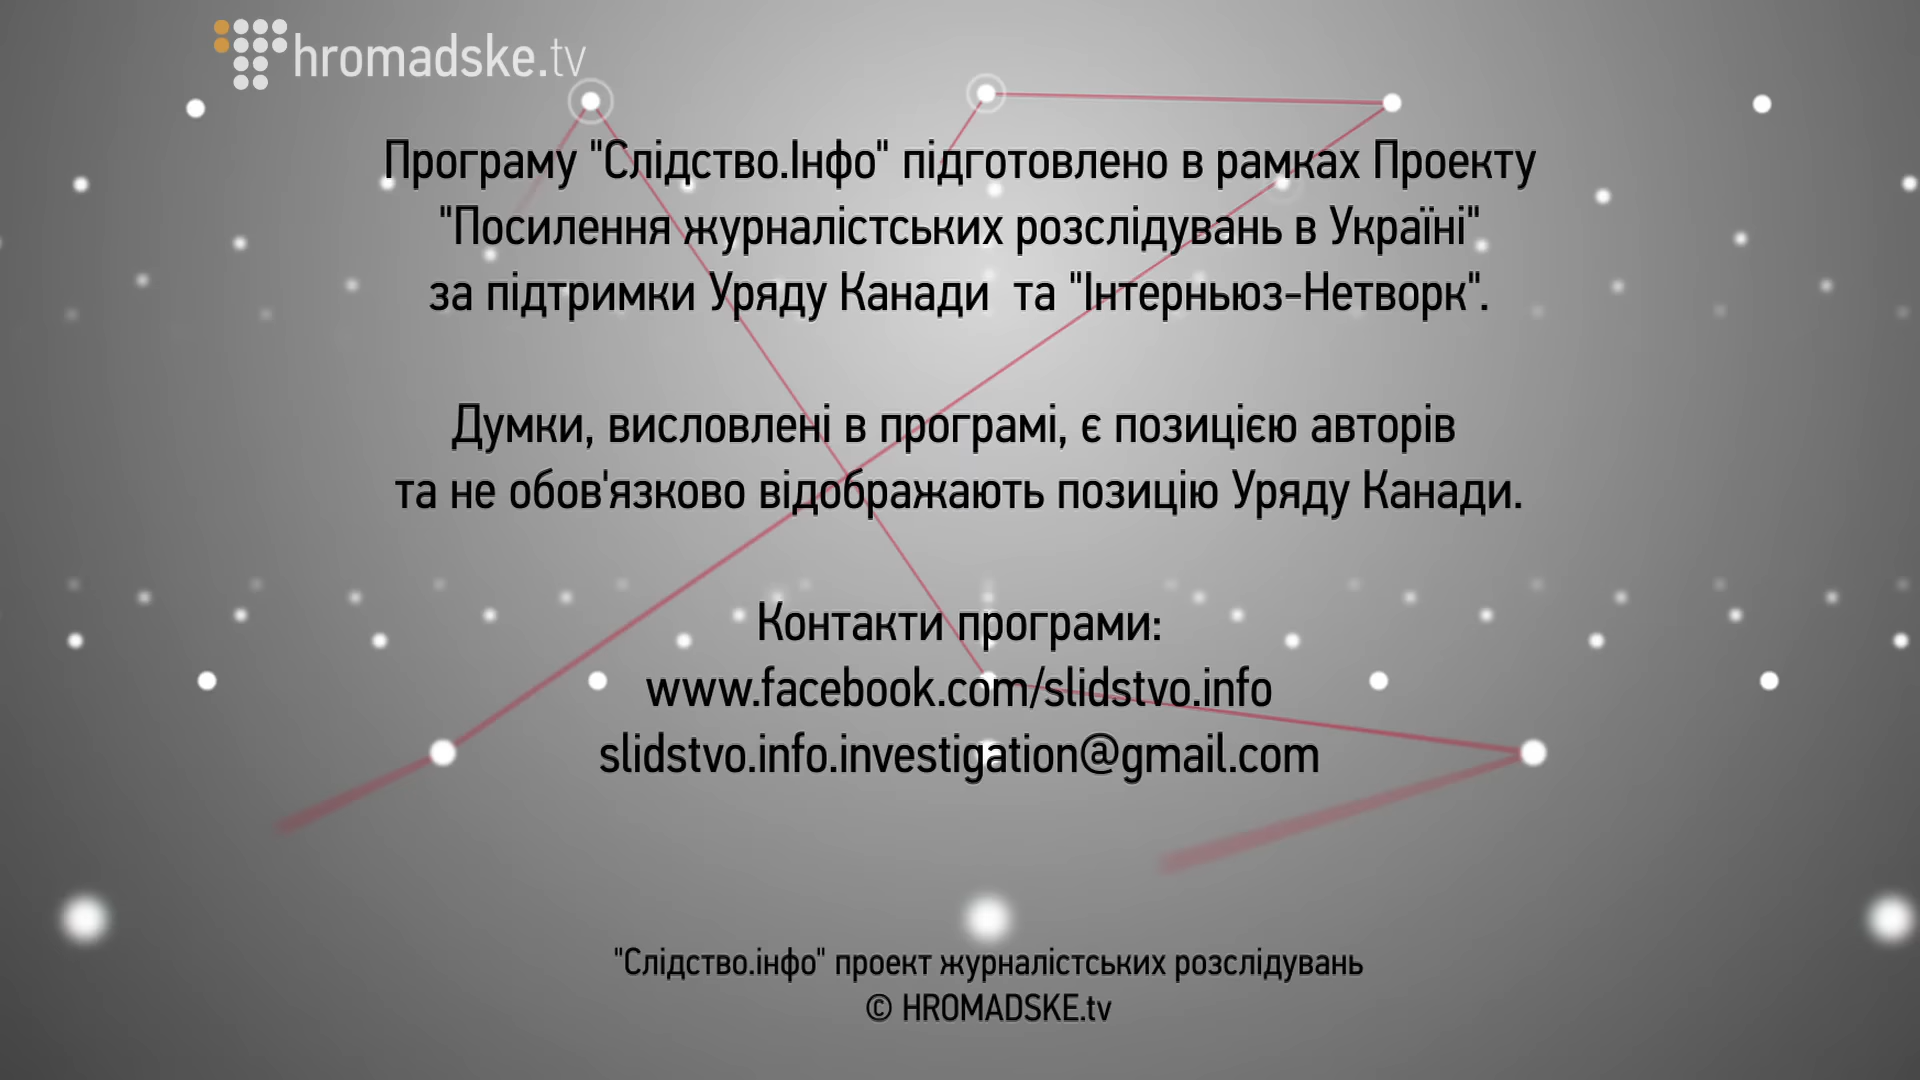 hromadske.tv
Програму "Слідство.Інфо" підготовлено в рамках Проекту
"Посилення журналістських розслідувань в Україні"
за підтримки Уряду Канади та "Інтерньюз-Нетворк".
Думки, висловлені в програмі, є позицією авторів
та не обов'язково відображають позицію Уряду Канади.
Контакти програми:
www.facebook.com/slidstvo.info
slidstvo.info.investigation@gmail.com
"Слідство.інфо" проект журналістських розслідувань
© HROMADSKE.tv